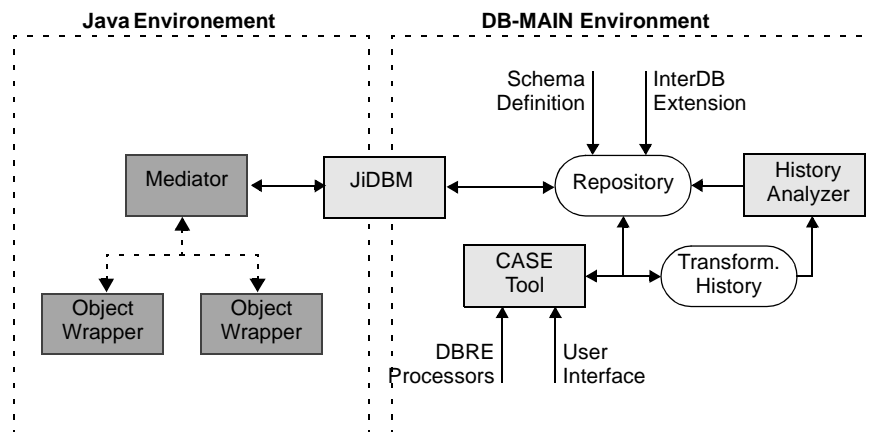 Java Environement
DB-MAIN Environment
Schema
Definition
InterDB
Extension
Mediator
JiDBM
Repository
History
Analyzer
CASE
Tool
Transform.
History
Object
Wrapper
Object
Wrapper
DBRE
Processors
User
Interface